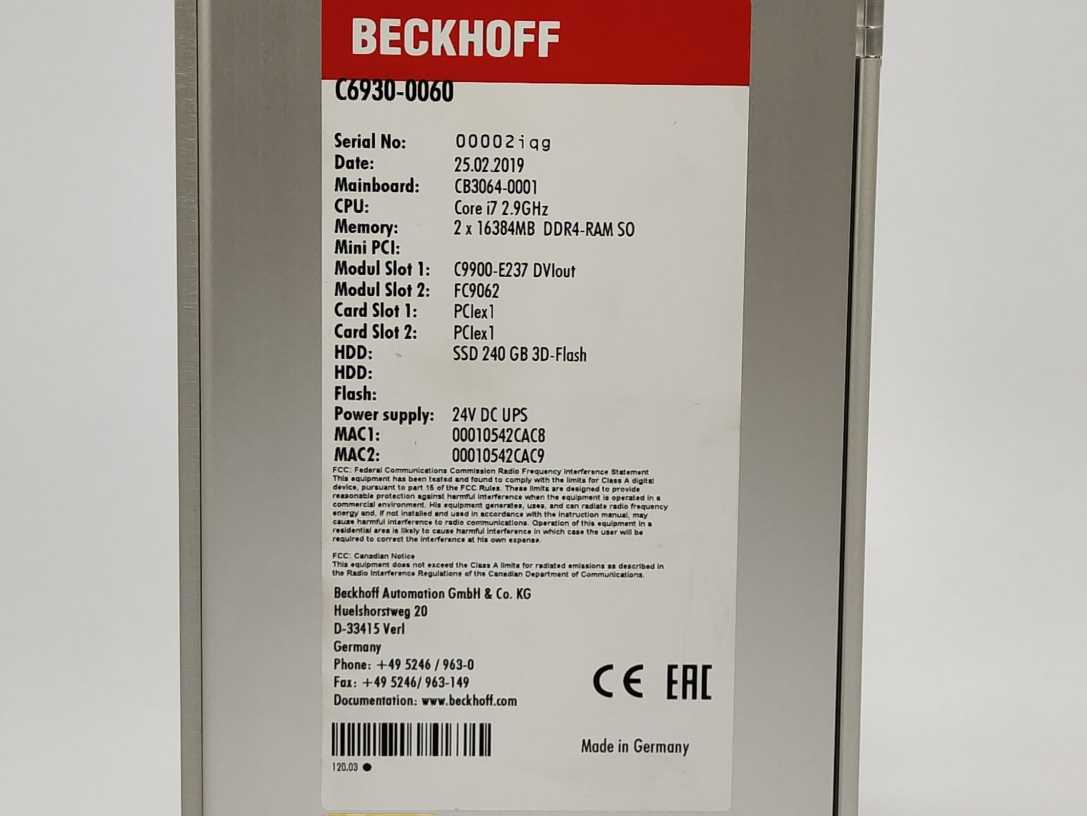 BECKHOFF
C6930-0060
Serial No: 00002iqg
Date: 25.02.2019
Mainboard: CB3064-0001
CPU: Core i7 2.9GHz
Memory: 2 x 16384MB DDR4-RAM SO
Mini PCI:
Modul Slot 1: C9900-E237 DVIout
Modul Slot 2: FC9062
Card Slot 1: PCIex1
Card Slot 2: PCIex1
HDD: SSD 240 GB 3D-Flash
HDD:
Flash:
Power supply: 24V DC UPS
MAC1: 00010542CAC8
MAC2: 00010542CAC9
FCC: Federal Communications Commission Radio Frequency Interference Statement
This equipment has been tested and found to comply with the limits for Class A digital
device, pursuant to part 15 of the FCC Rules. These limits are designed to provide
reasonable protection against harmful interference when the equipment is operated in a
commercial environment. His equipment generates, uses, and can radiate radio frequency
energy and, if not installed and used in accordance with the instruction manual, may
cause harmful interference to radio communications. Operation of this equipment in a
residential area is likely to cause harmful interference in which case the user will be
required to correct the interference at his own expense.
FCC: Canadian Notice
This equipment does not exceed the Class A limits for radiated emissions as described in
the Radio Interference Regulations of the Canadian Department of Communications.
Beckhoff Automation GmbH & Co. KG
Huelshorstweg 20
D-33415 Verl
Germany
Phone: +49 5246 / 963-0
Fax: +49 5246/ 963-149
Documentation: www.beckhoff.com
CE EAC
Made in Germany
120.03